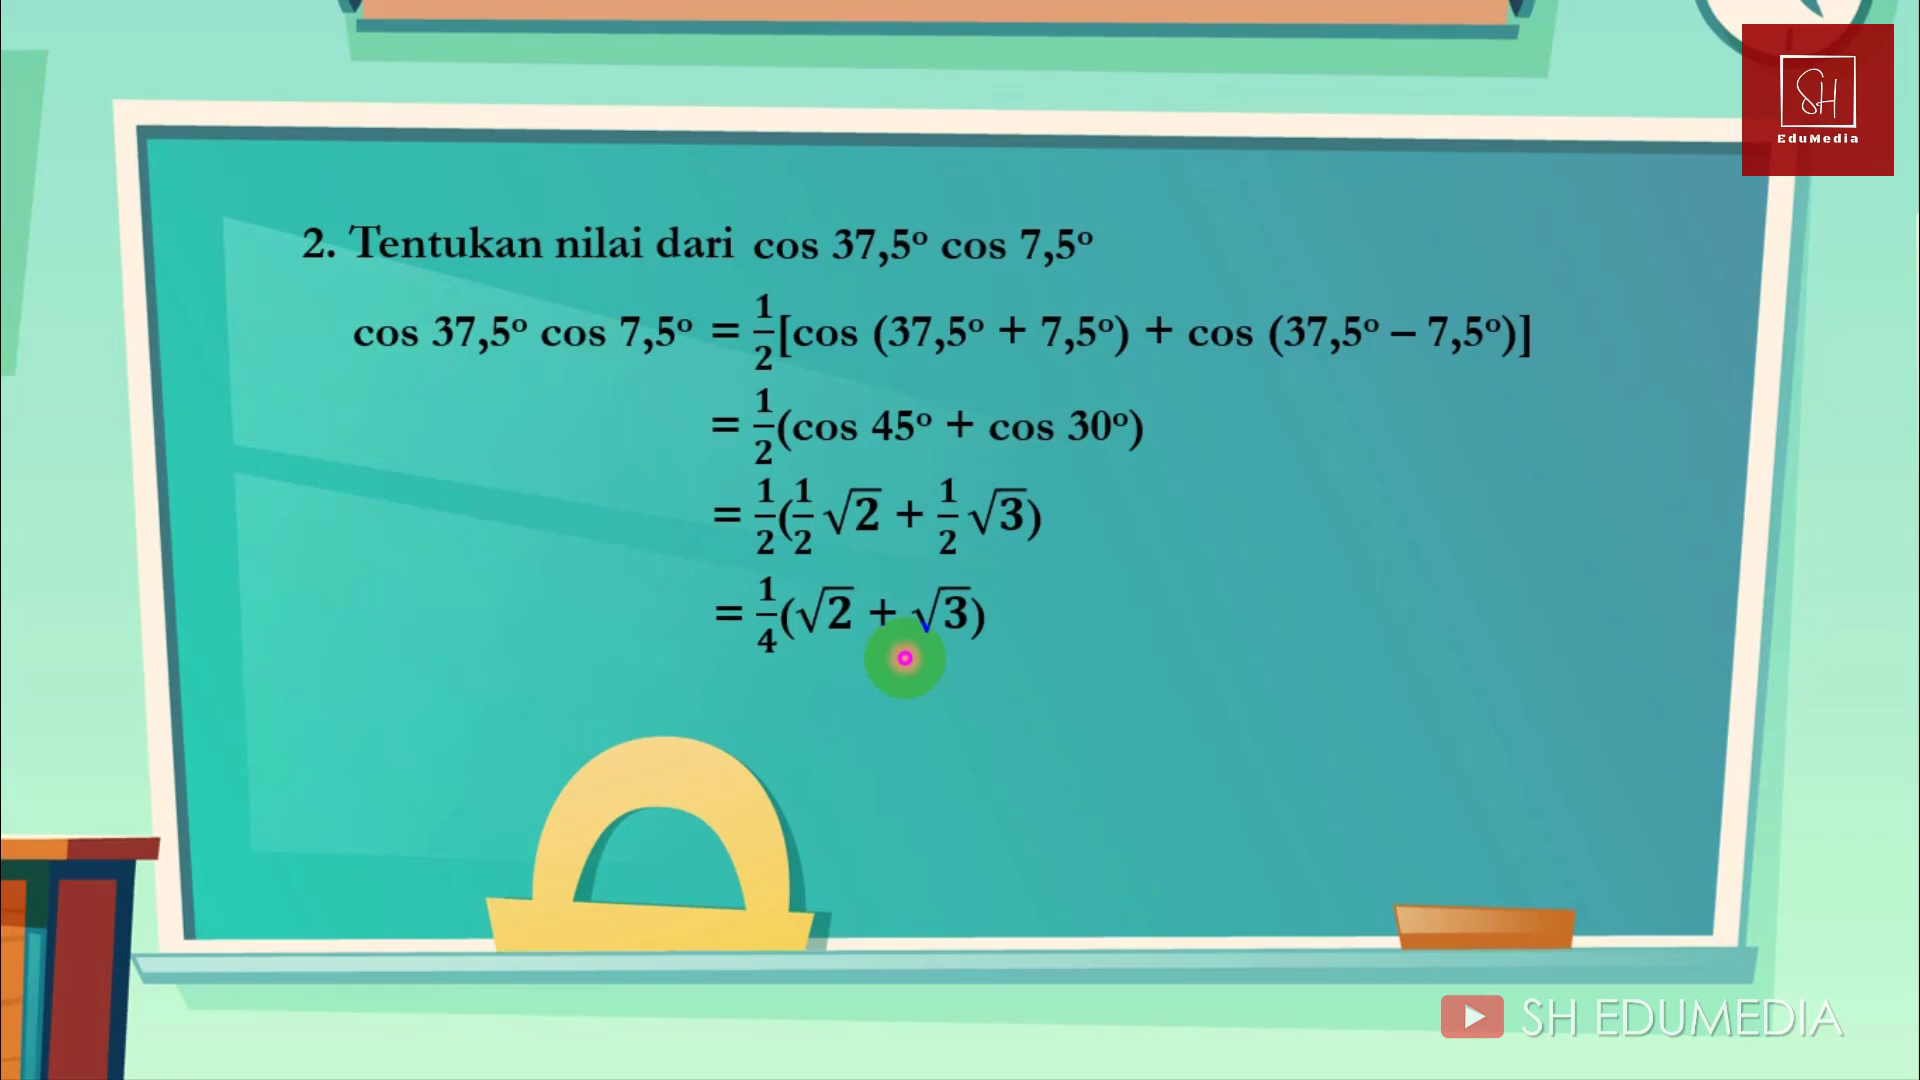 SH
EduMedia
2. Tentukan nilai dari cos 37,5° cos 7,5°
cos 37,5° cos 7,5° = 1/2[cos (37,5° + 7,5°) + cos (37,5° – 7,5°)]
= 1/2(cos 45° + cos 30°)
= 1/2(1/2 √2 + 1/2 √3)
= 1/4(√2 + √3)
SH EDUMEDIA